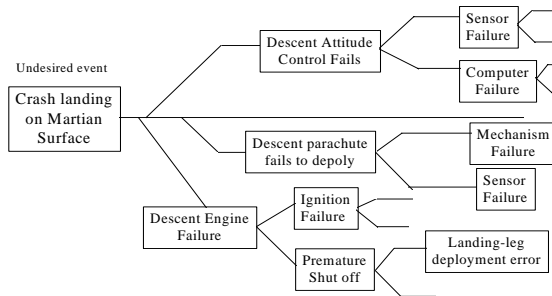 Undesired event
Crash landing
on Martian
Surface
Descent Attitude
Control Fails
Sensor
Failure
Computer
Failure
Descent parachute
fails to depoly
Mechanism
Failure
Sensor
Failure
Descent Engine
Failure
Ignition
Failure
Premature
Shut off
Landing-leg
deployment error